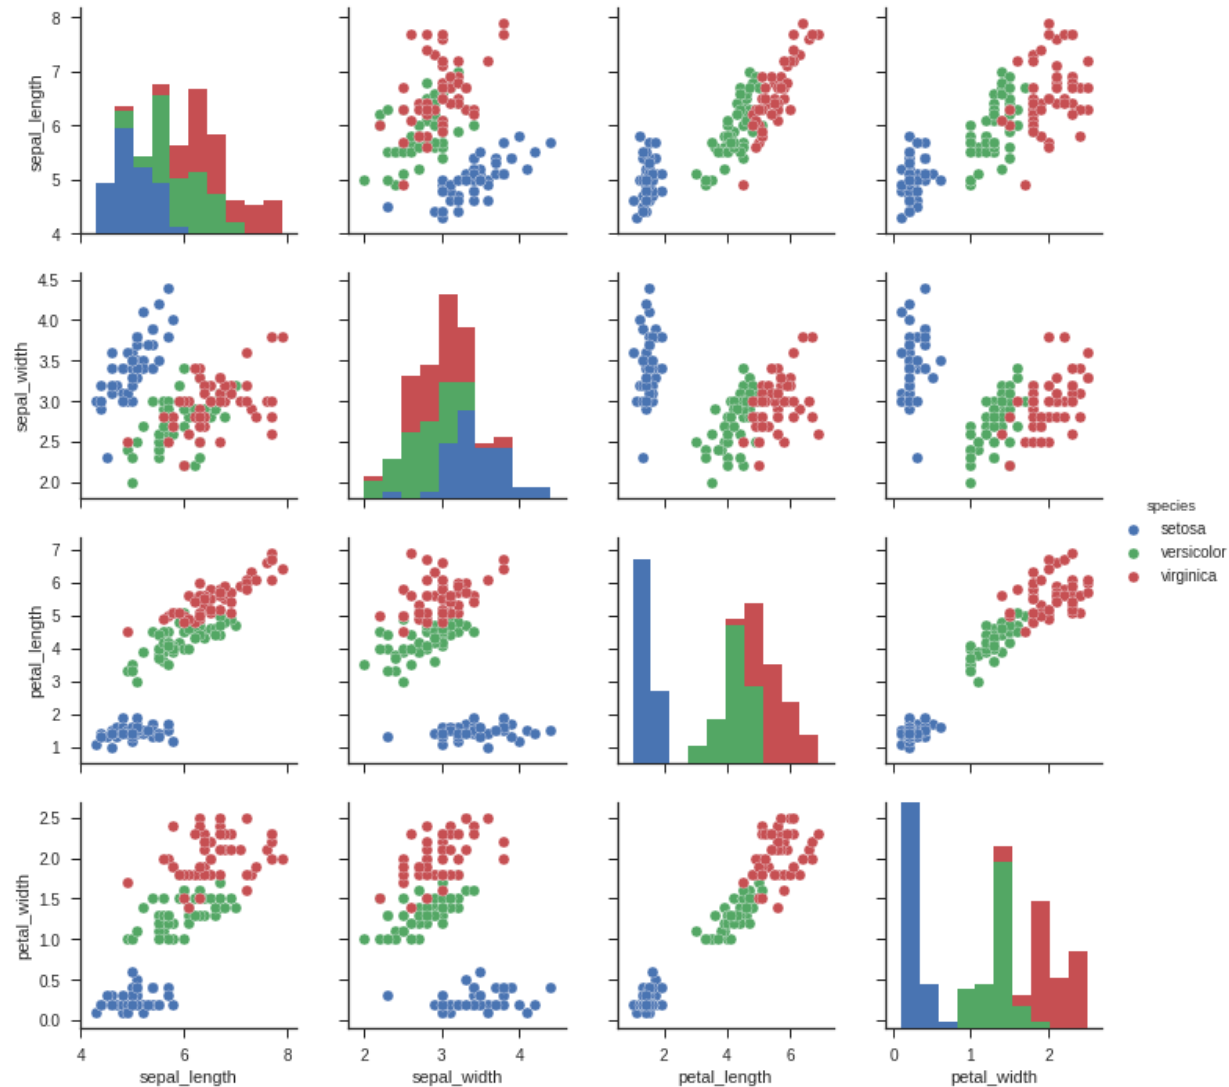 8
7
6
5
4
sepal_length
4.5
4.0
3.5
3.0
2.5
2.0
sepal_width
species
setosa
versicolor
virginica
7
6
5
4
3
2
1
petal_length
2.5
2.0
1.5
1.0
0.5
0.0
petal_width
4 6 8 2 3 4 2 4 6 0 1 2
sepal_length sepal_width petal_length petal_width